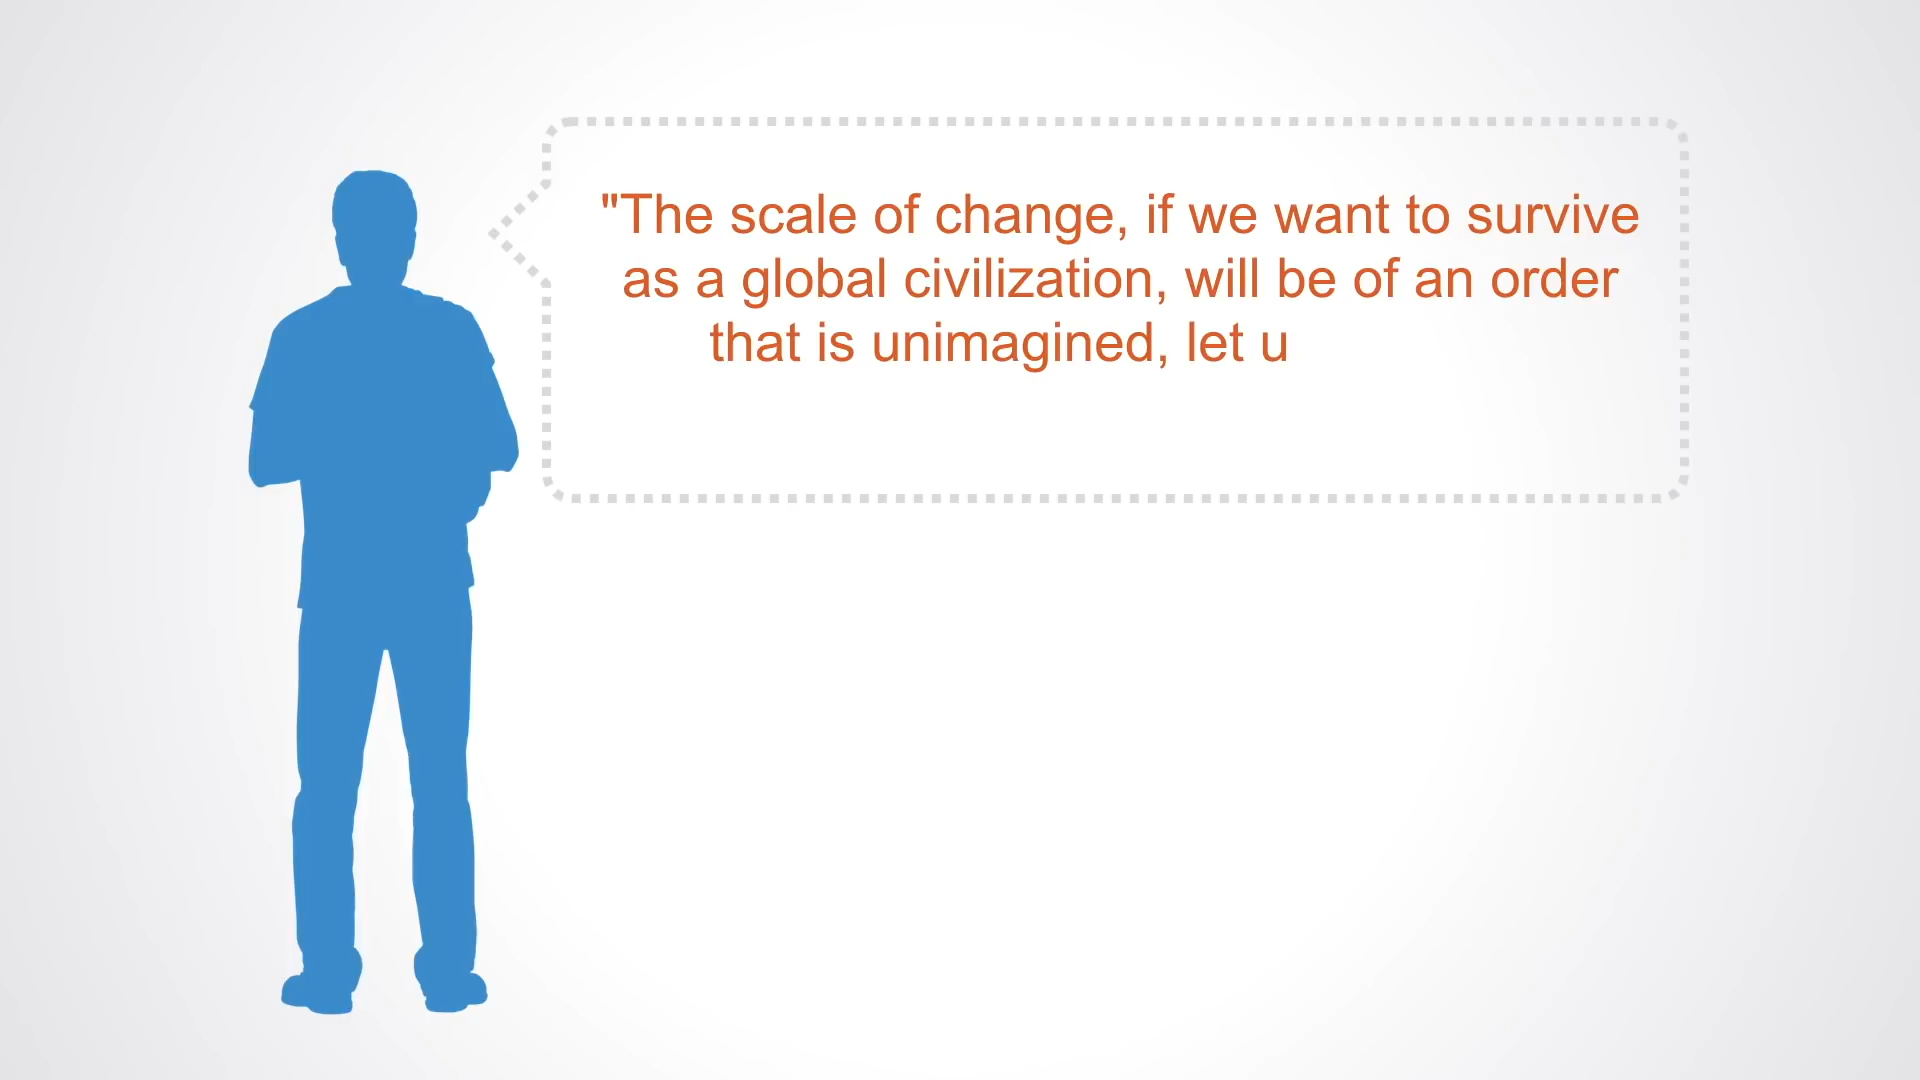 "The scale of change, if we want to survive
as a global civilization, will be of an order
that is unimagined, let u